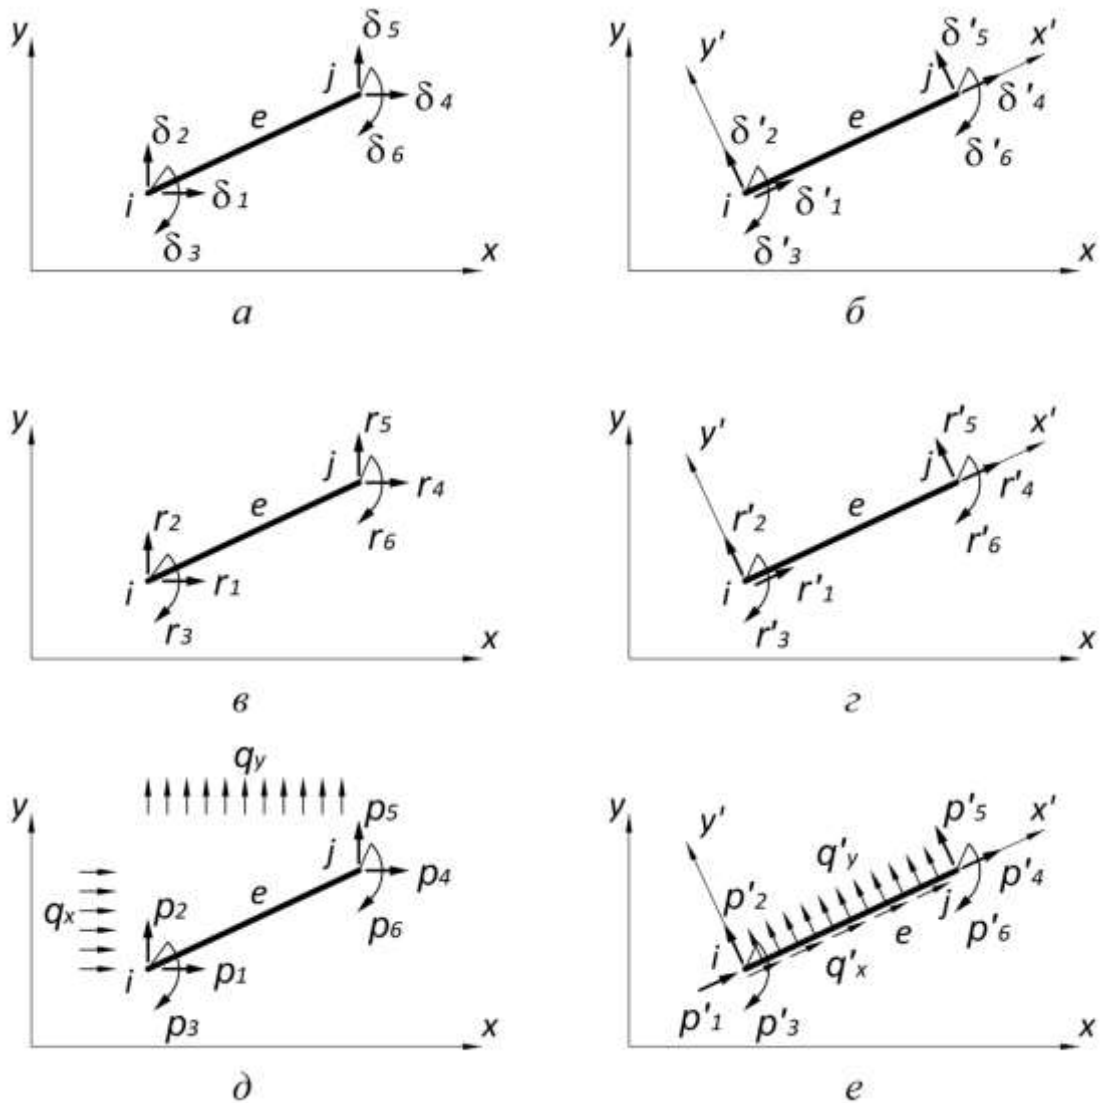 y δ5 y y' δ'5 x'
j δ4 j δ'4
δ2 e δ6 δ'2 e δ'6
i δ1 i δ'1
δ3 x δ'3 x
а б
y r5 y y' r'5 x'
j r4 j r'4
r2 e r6 r'2 e r'6
i r1 i r'1
r3 x r'3 x
в г
qy
y p5 y y' p'5 x'
j p4 q'y p'4
qx p2 e p6 p'2 j p'6
i p1 i q'x e
p3 x p'1 p'3 x
д е